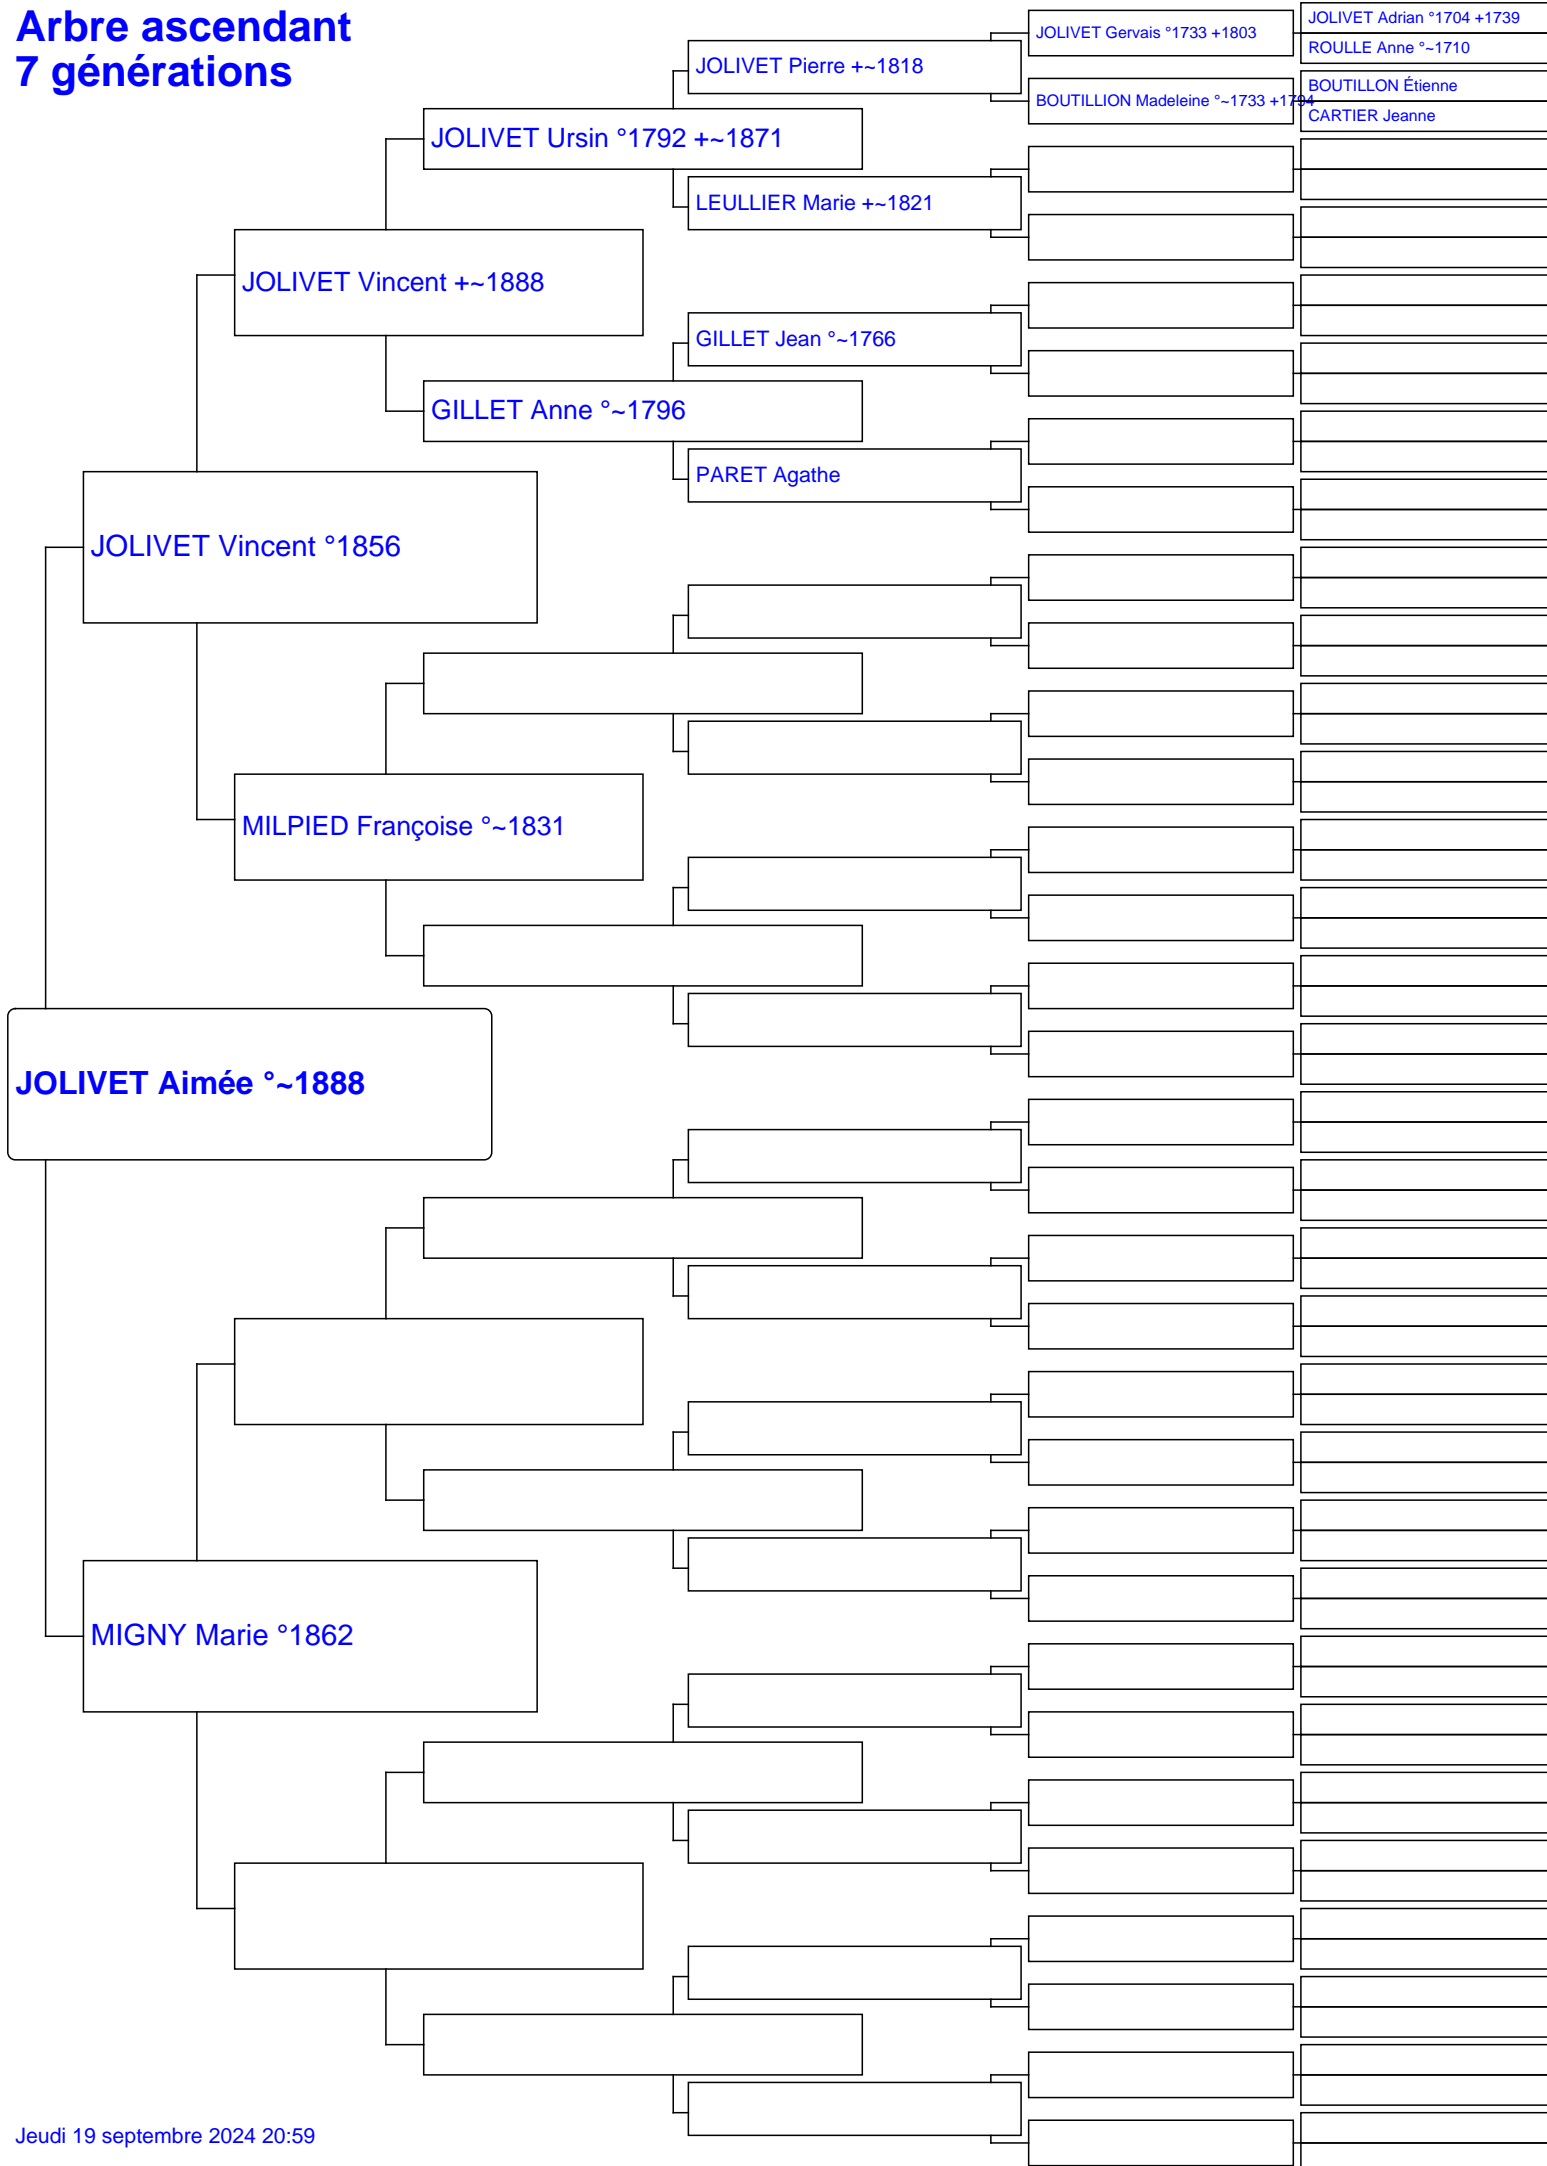 Arbre ascendant
7 générations
JOLIVET Adrian °1704 +1739
JOLIVET Gervais °1733 +1803
ROULLE Anne °~1710
JOLIVET Pierre +~1818
BOUTILLON Étienne
BOUTILLION Madeleine °~1733 +1794
CARTIER Jeanne
JOLIVET Ursin °1792 +~1871
LEULLIER Marie +~1821
JOLIVET Vincent +~1888
GILLET Jean °~1766
GILLET Anne °~1796
PARET Agathe
JOLIVET Vincent °1856
MILPIED Françoise °~1831
JOLIVET Aimée °~1888
MIGNY Marie °1862
Jeudi 19 septembre 2024 20:59